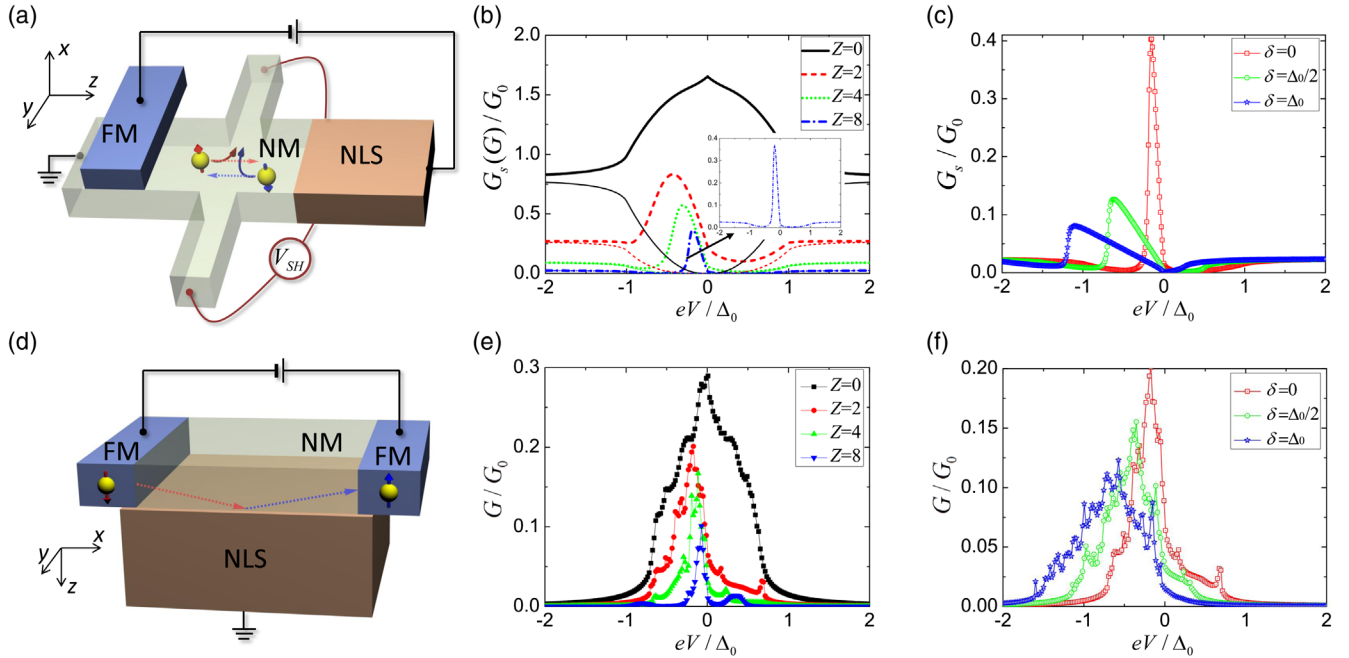 (a)
x
z
y
FM
NM
NLS
V_SH
(b)
G_s(G) / G_0
2.0
1.5
1.0
0.5
0.0
Z=0
Z=2
Z=4
Z=8
0.4
0.3
0.2
0.1
0.0
-2 -1 0 1 2
-2 -1 0 1 2
eV / Δ_0
(c)
G_s / G_0
0.4
0.3
0.2
0.1
0.0
δ=0
δ=Δ_0/2
δ=Δ_0
-2 -1 0 1 2
eV / Δ_0
(d)
FM
NM
FM
NLS
y
x
z
(e)
G / G_0
0.3
0.2
0.1
0.0
Z=0
Z=2
Z=4
Z=8
-2 -1 0 1 2
eV / Δ_0
(f)
G / G_0
0.20
0.15
0.10
0.05
0.00
δ=0
δ=Δ_0/2
δ=Δ_0
-2 -1 0 1 2
eV / Δ_0